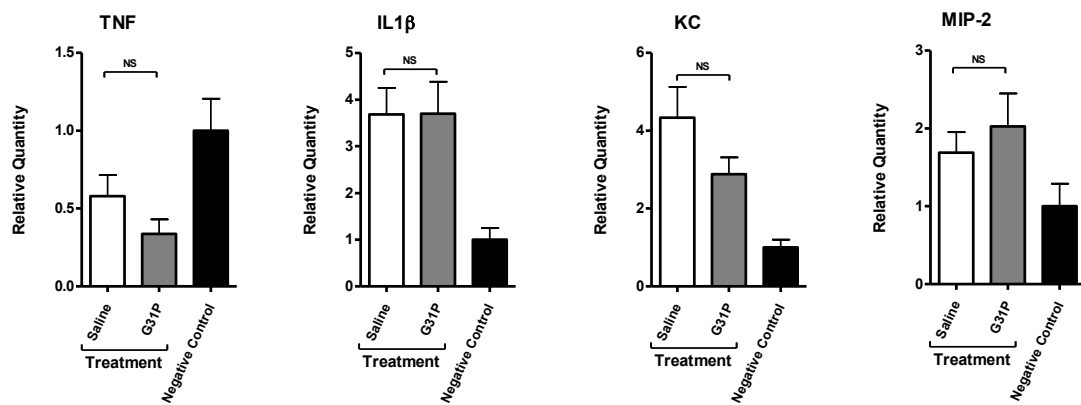 TNF
Relative Quantity
1.5
1.0
0.5
0.0
NS
Saline
G31P
Negative Control
Treatment
IL1β
Relative Quantity
5
4
3
2
1
0
NS
Saline
G31P
Negative Control
Treatment
KC
Relative Quantity
6
4
2
0
NS
Saline
G31P
Negative Control
Treatment
MIP-2
Relative Quantity
3
2
1
0
NS
Saline
G31P
Negative Control
Treatment